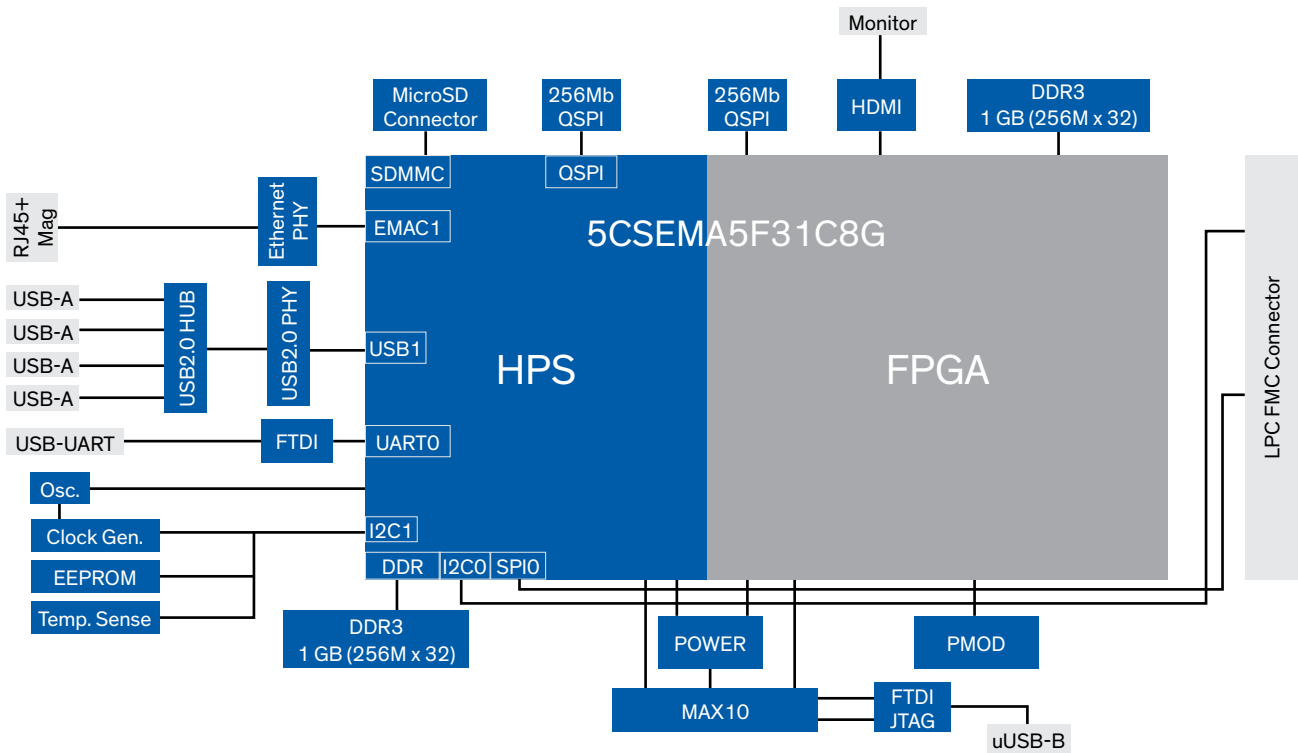 Monitor
MicroSD
Connector
256Mb
QSPI
256Mb
QSPI
HDMI
DDR3
1 GB (256M x 32)
SDMMC
QSPI
RJ45+
Mag
Ethernet
PHY
EMAC1
5CSEMA5F31C8G
LPC FMC Connector
USB-A
USB-A
USB-A
USB-A
USB2.0 HUB
USB2.0 PHY
USB1
HPS
FPGA
USB-UART
FTDI
UART0
Osc.
Clock Gen.
I2C1
EEPROM
Temp. Sense
DDR
I2C0
SPI0
DDR3
1 GB (256M x 32)
POWER
PMOD
MAX10
FTDI
JTAG
uUSB-B